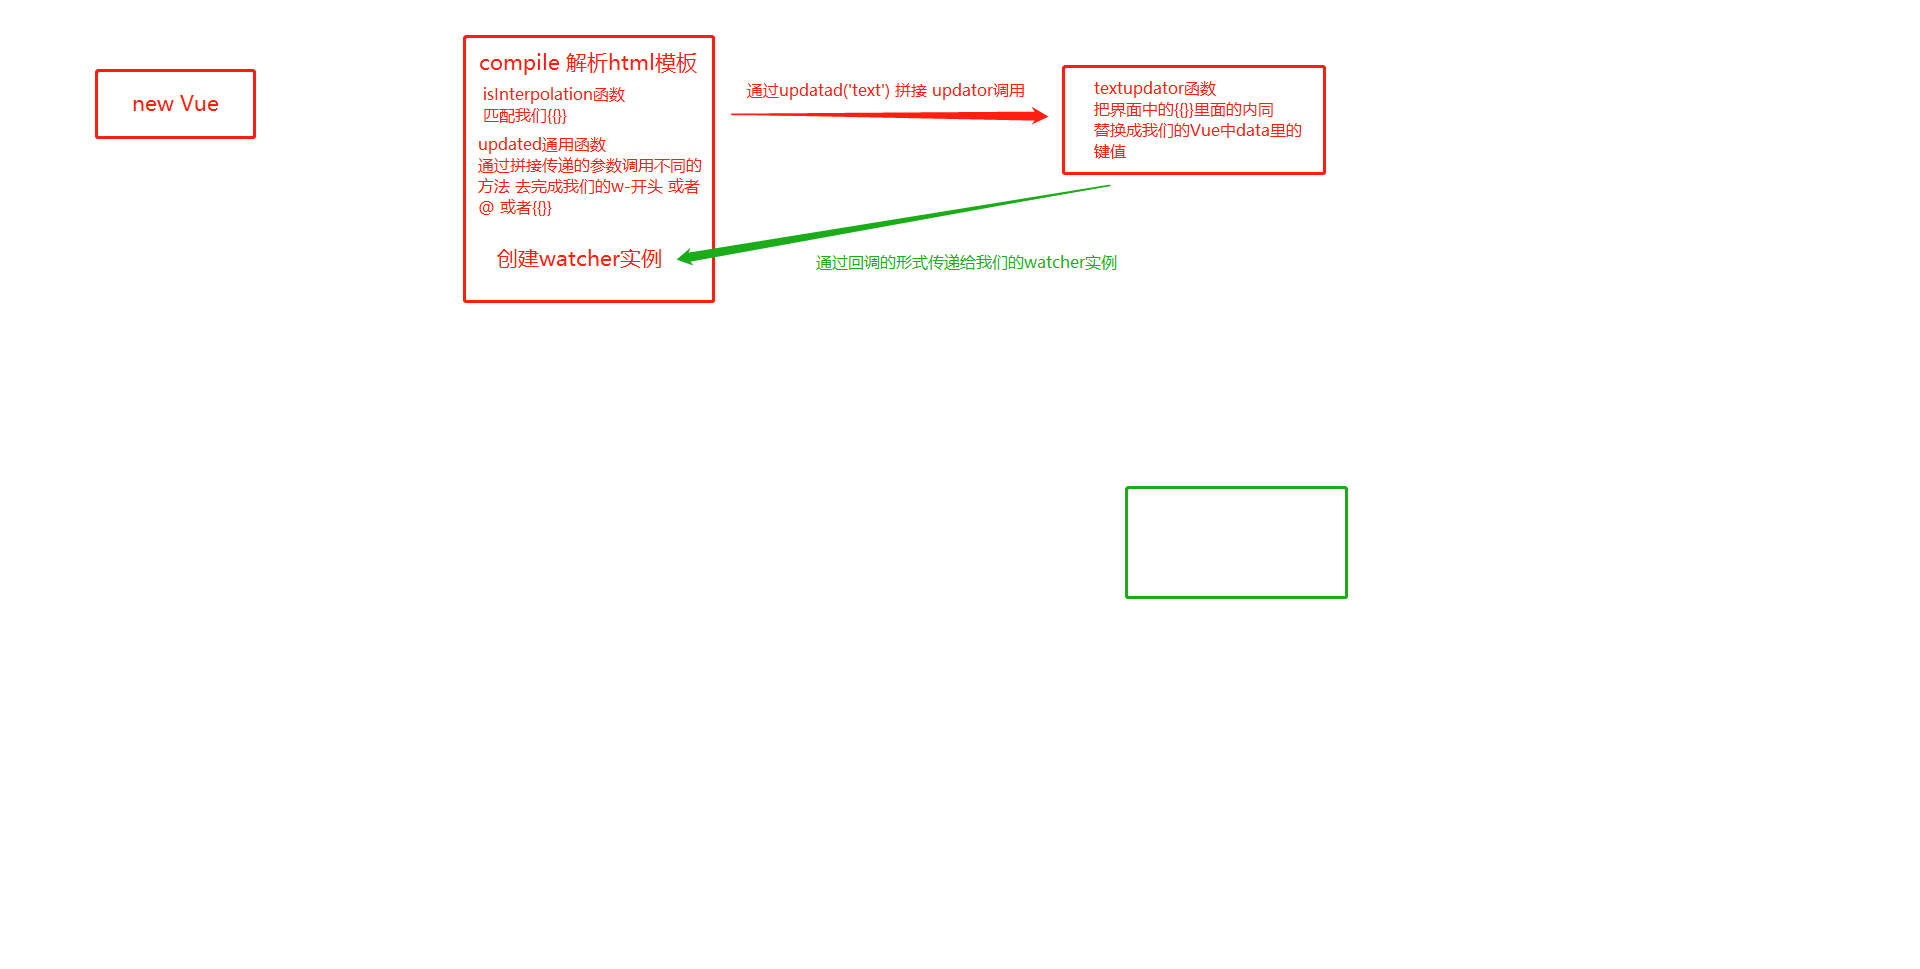 new Vue
compile 解析html模板
isInterpolation函数
匹配我们{{}}
updated通用函数
通过拼接传递的参数调用不同的
方法 去完成我们的w-开头 或者
@ 或者{{}}
创建watcher实例
通过updatad('text') 拼接 updator调用
textupdator函数
把界面中的{{}}里面的内同
替换成我们的Vue中data里的
键值
通过回调的形式传递给我们的watcher实例